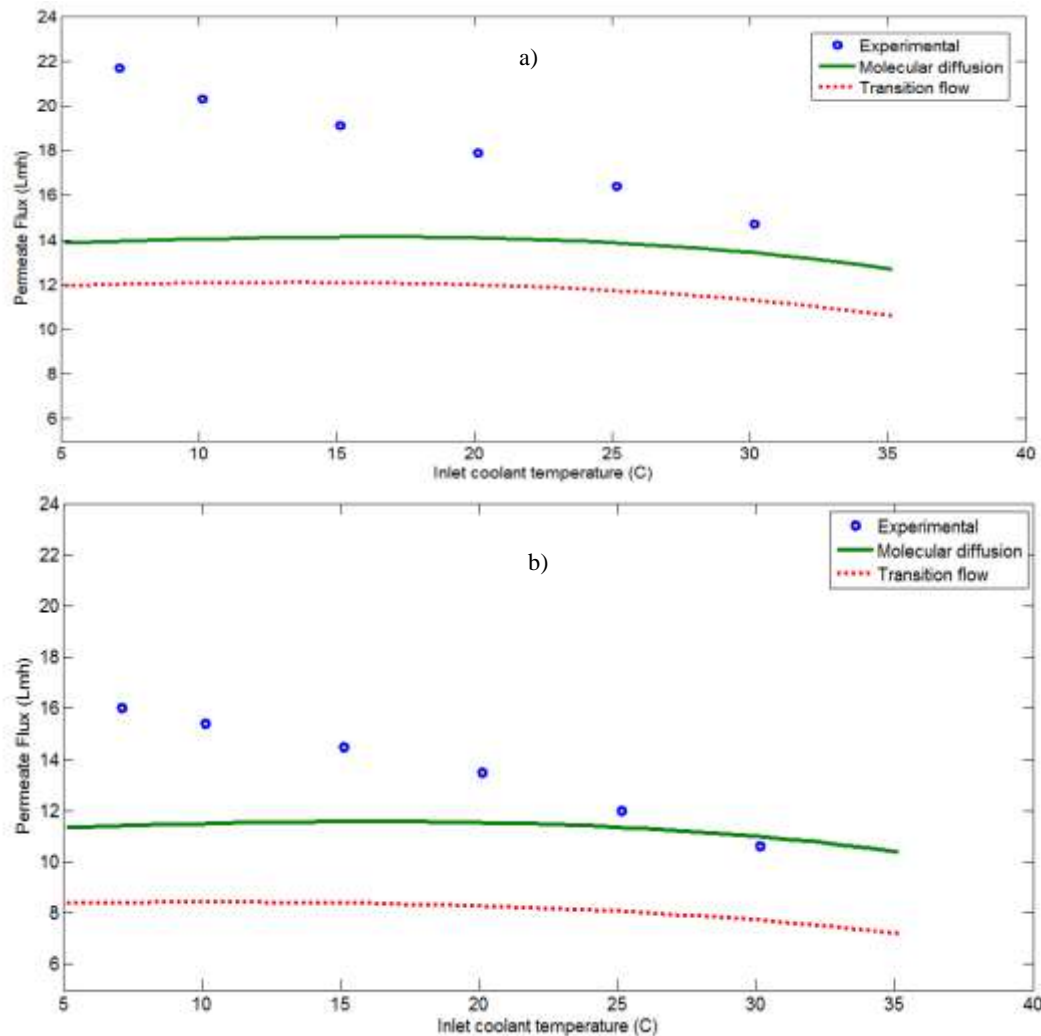 a)
Experimental
Molecular diffusion
Transition flow
Permeate Flux (Lmh)
24
22
20
18
16
14
12
10
8
6
5 10 15 20 25 30 35 40
Inlet coolant temperature (C)
b)
Experimental
Molecular diffusion
Transition flow
Permeate Flux (Lmh)
24
22
20
18
16
14
12
10
8
6
5 10 15 20 25 30 35 40
Inlet coolant temperature (C)